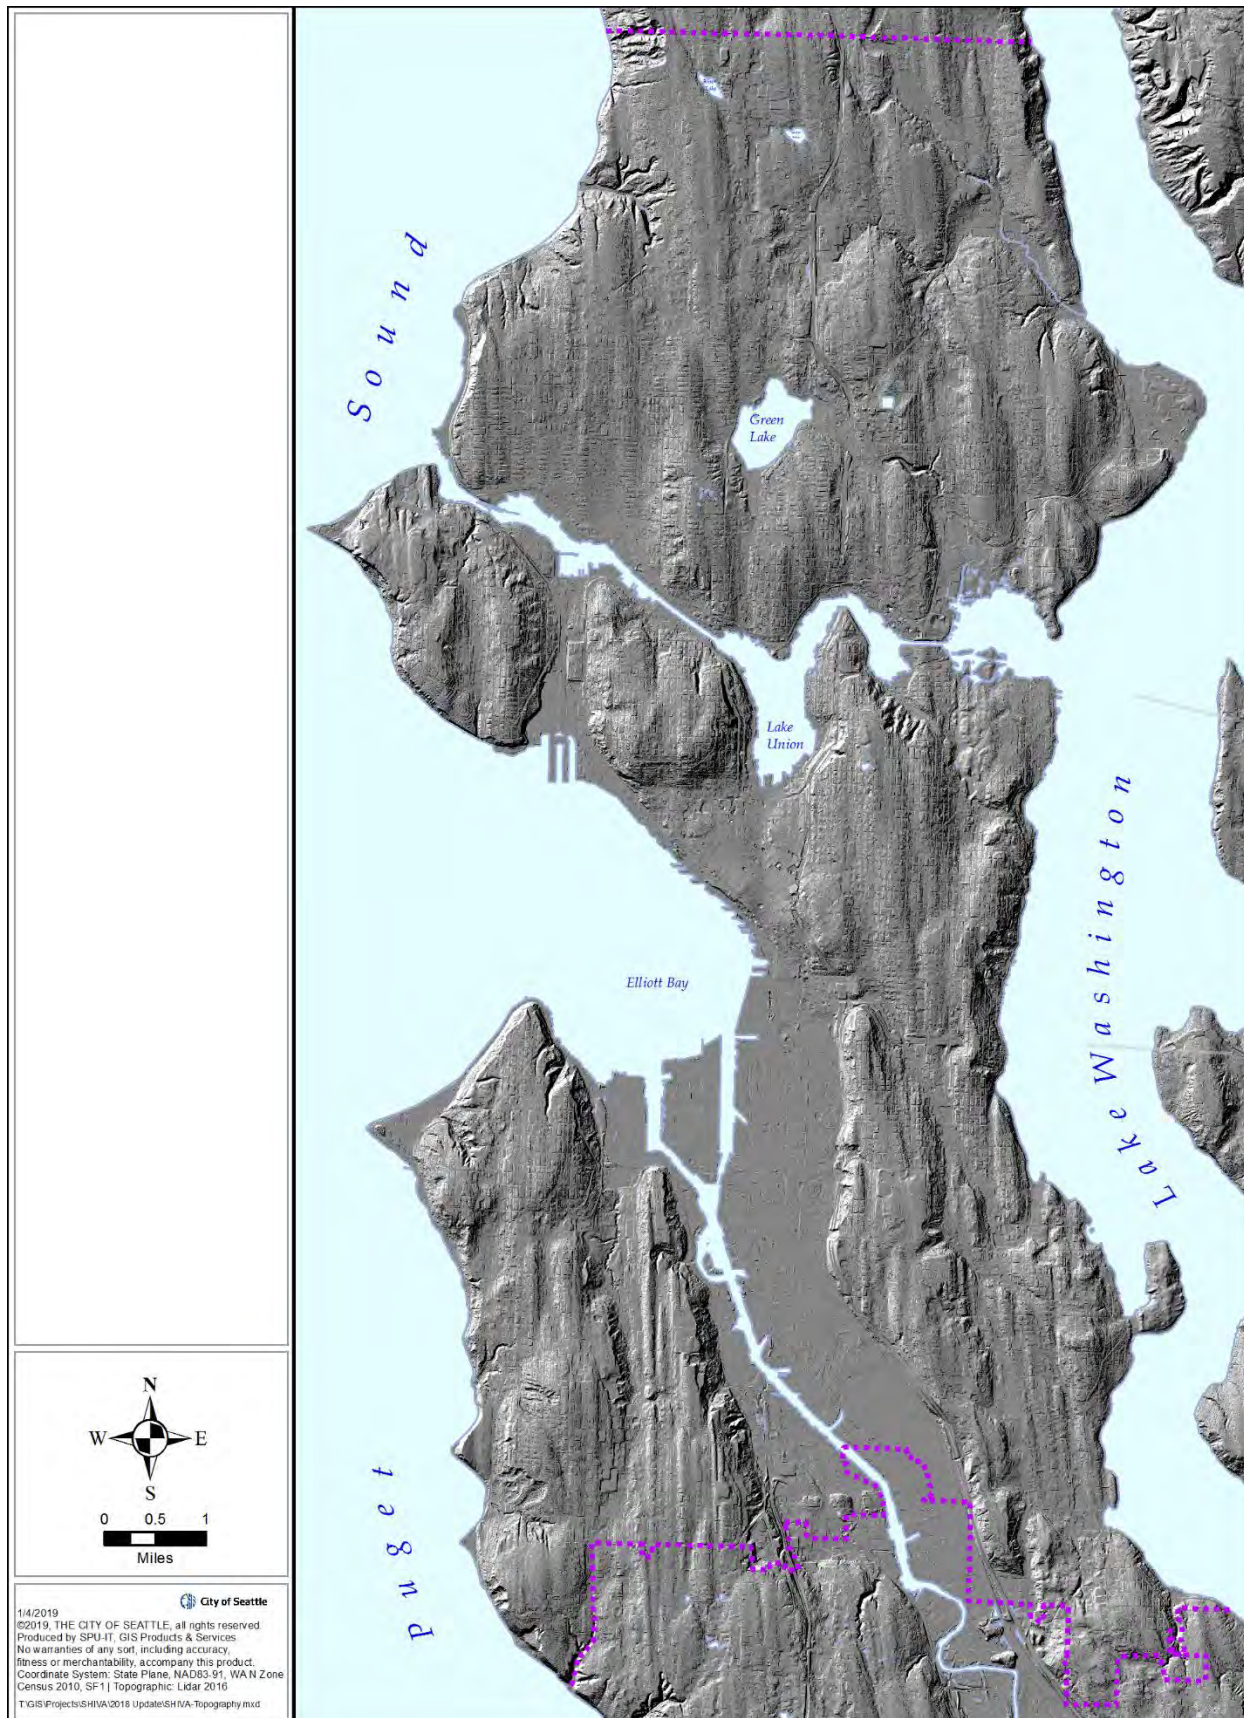 Sound
Green
Lake
Lake
Union
Lake Washington
Elliott Bay
Puget
N
W
E
S
0
0.5
1
Miles
City of Seattle
1/4/2019
©2019, THE CITY OF SEATTLE, all rights reserved.
Produced by SPU-IT, GIS Products & Services
No warranties of any sort, including accuracy,
fitness or merchantability, accompany this product.
Coordinate System: State Plane, NAD83-91, WA N Zone
Census 2010, SF1 | Topographic: Lidar 2016
T:\GIS\Projects\SHIVA\2018 Update\SHIVA-Topography.mxd